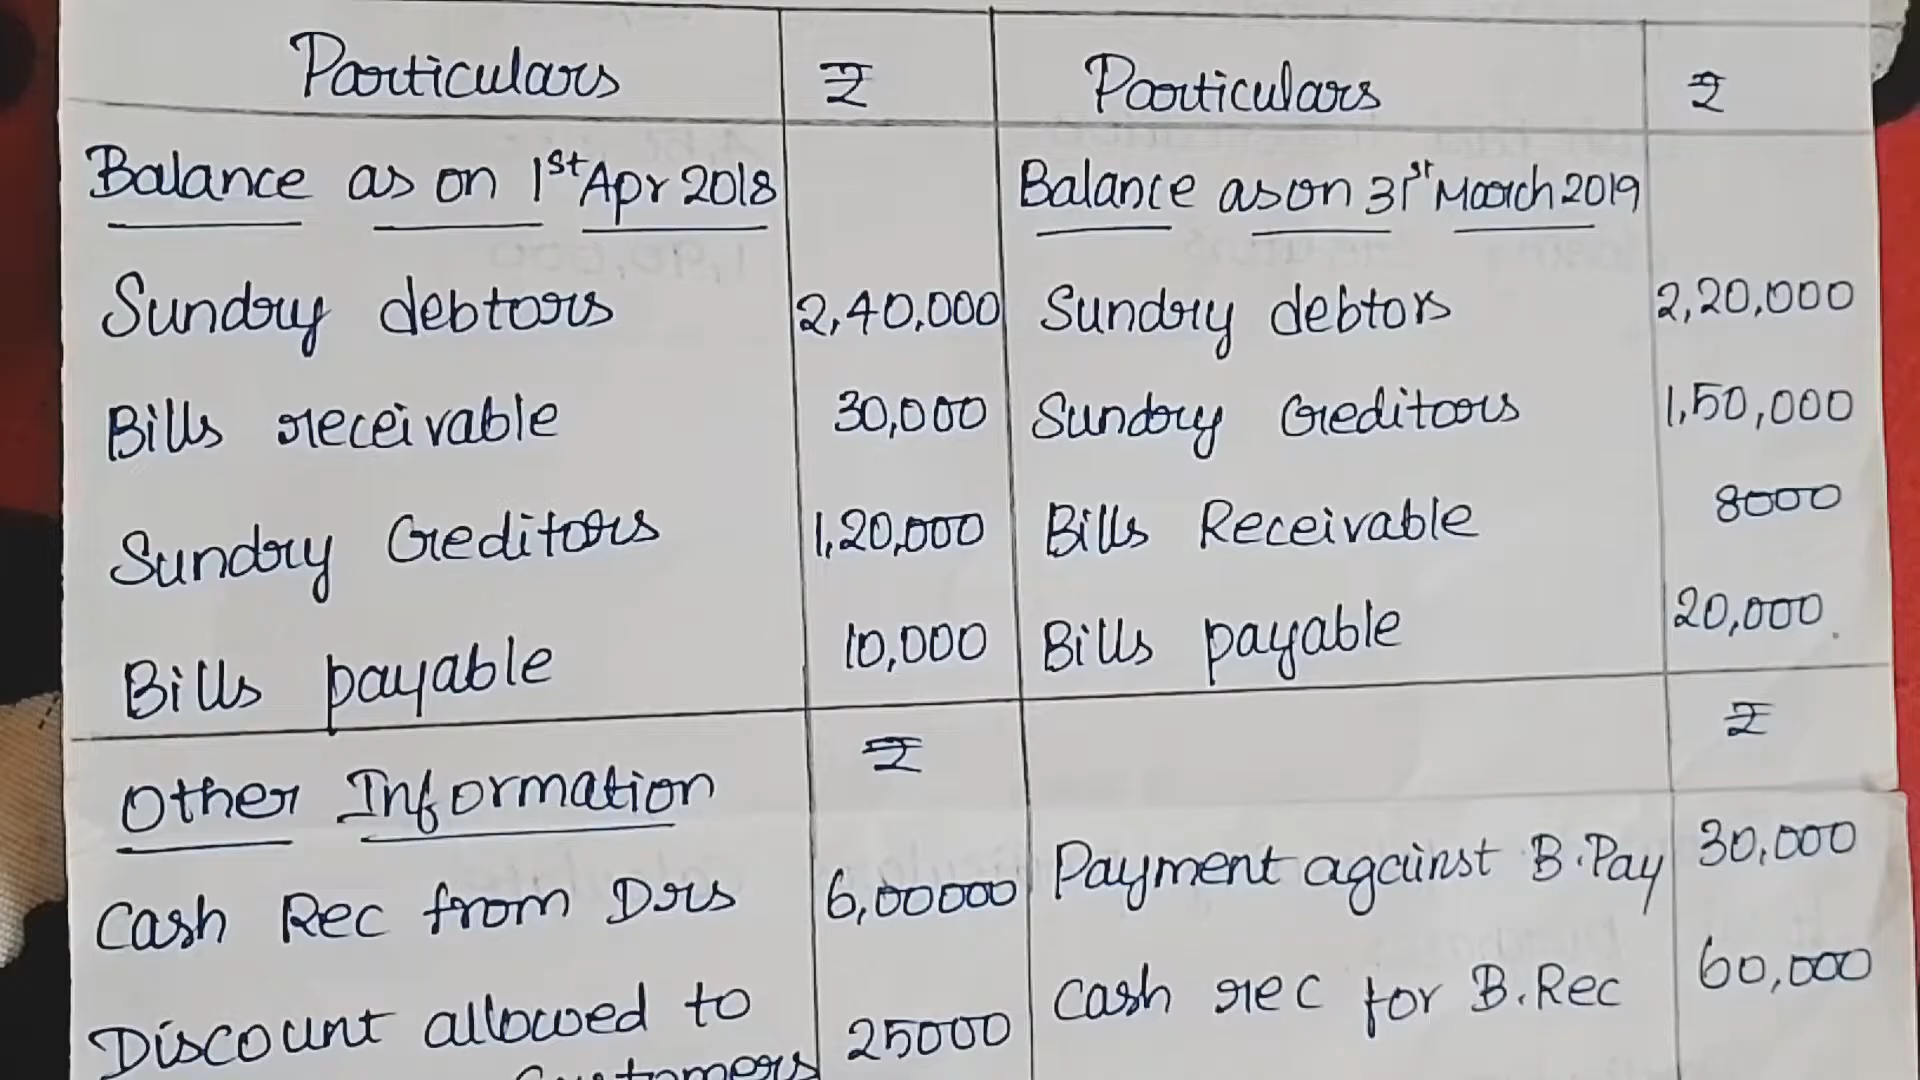 Particulars ₹ Particulars ₹
Balance as on 1st Apr 2018 Balance as on 31st March 2019
Sundry debtors 2,40,000 Sundry debtors 2,20,000
Bills receivable 30,000 Sundry Creditors 1,50,000
Sundry Creditors 1,20,000 Bills Receivable 8000
Bills payable 10,000 Bills payable 20,000
Other Information ₹ ₹
Cash Rec from Drs 6,00000 Payment against B.Pay 30,000
Discount allowed to 25000 Cash rec for B.Rec 60,000
Customers